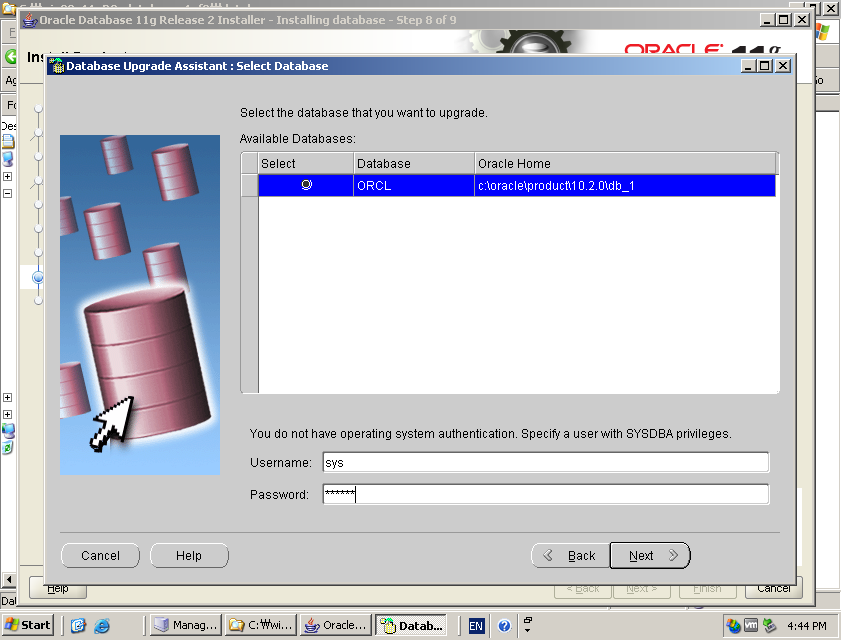 Oracle Database 11g Release 2 Installer - Installing database - Step 8 of 9
ORACLE 11g
Database Upgrade Assistant : Select Database
Select the database that you want to upgrade.
Available Databases:
Select Database Oracle Home
ORCL c:\oracle\product\10.2.0\db_1
You do not have operating system authentication. Specify a user with SYSDBA privileges.
Username: sys
Password: ******
Cancel Help Back Next
Help < Back Next > Finish Cancel
Start Manag... C:₩wi... Oracle... Datab... EN 4:44 PM